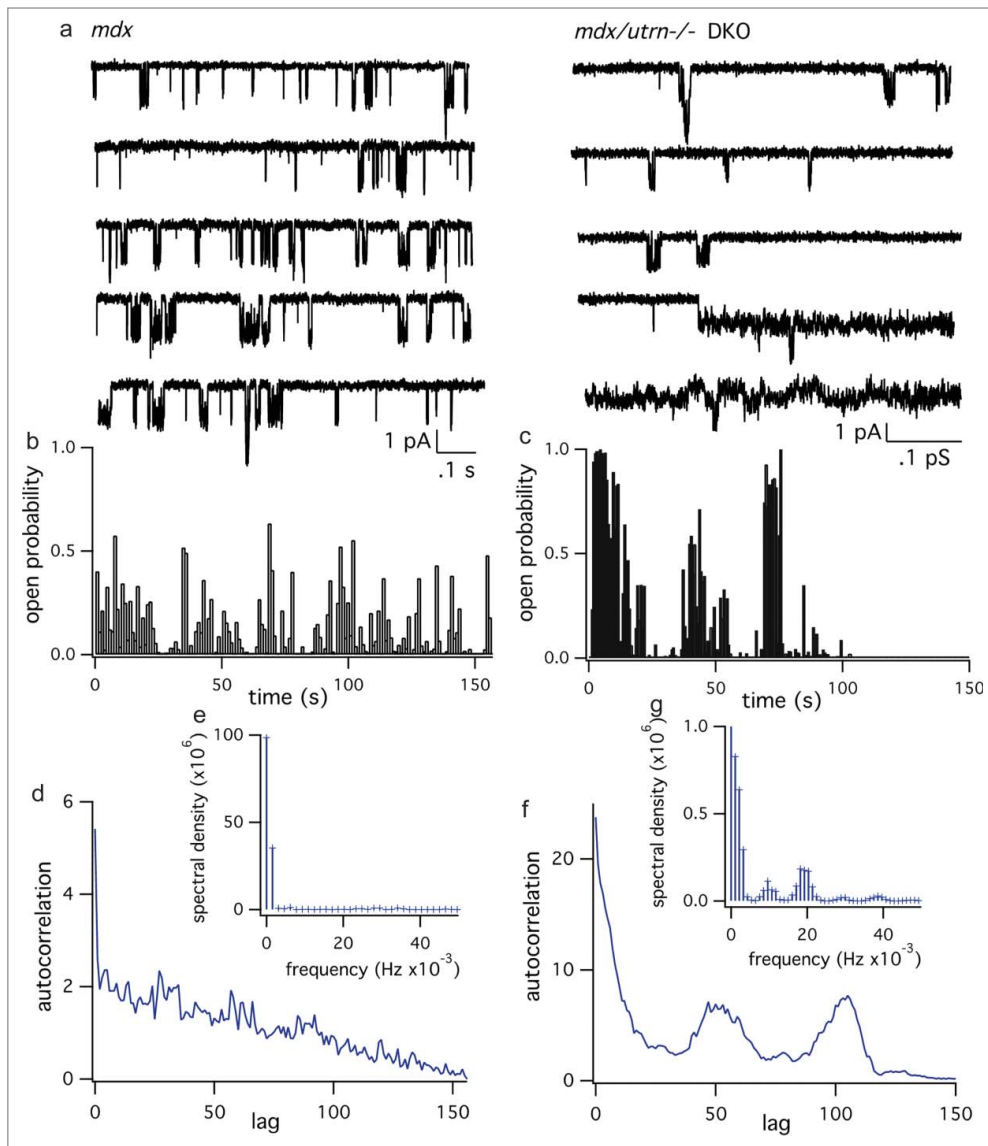 a mdx
mdx/utrn-/- DKO
1 pA
.1 s
1 pA
.1 pS
b
open probability
1.0
0.5
0.0
0 50 100 150
time (s)
c
open probability
1.0
0.5
0.0
0 50 100 150
time (s)
d
autocorrelation
6
4
2
0
0 50 100 150
lag
e
spectral density (x10⁶)
100
50
0
0 20 40
frequency (Hz x10⁻³)
f
autocorrelation
20
10
0
0 50 100 150
lag
g
spectral density (x10⁶)
1.0
0.5
0.0
0 20 40
frequency (Hz x10⁻³)